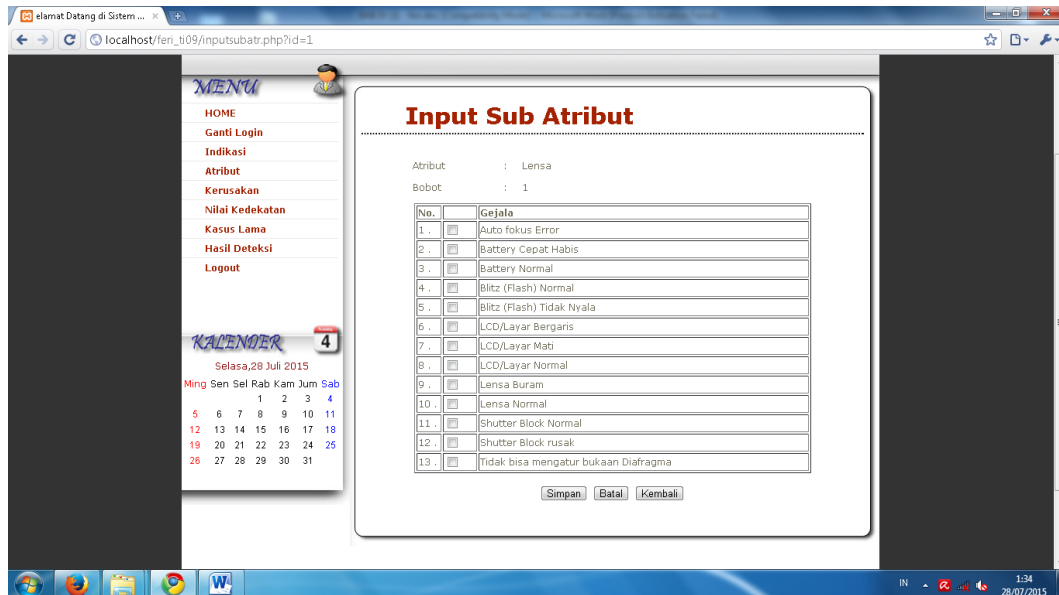 elamat Datang di Sistem ...
localhost/feri_ti09/inputsubatr.php?id=1
MENU
HOME
Ganti Login
Indikasi
Atribut
Kerusakan
Nilai Kedekatan
Kasus Lama
Hasil Deteksi
Logout
KALENDER
4
Selasa,28 Juli 2015
Ming Sen Sel Rab Kam Jum Sab
1 2 3 4
5 6 7 8 9 10 11
12 13 14 15 16 17 18
19 20 21 22 23 24 25
26 27 28 29 30 31
Input Sub Atribut
Atribut : Lensa
Bobot : 1
No. Gejala
1 . Auto fokus Error
2 . Battery Cepat Habis
3 . Battery Normal
4 . Blitz (Flash) Normal
5 . Blitz (Flash) Tidak Nyala
6 . LCD/Layar Bergaris
7 . LCD/Layar Mati
8 . LCD/Layar Normal
9 . Lensa Buram
10 . Lensa Normal
11 . Shutter Block Normal
12 . Shutter Block rusak
13 . Tidak bisa mengatur bukaan Diafragma
Simpan Batal Kembali
IN
1:34
28/07/2015